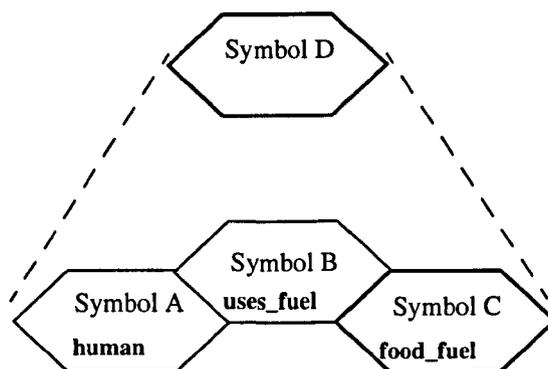 Symbol D
Symbol B
uses_fuel
Symbol A
human
Symbol C
food_fuel